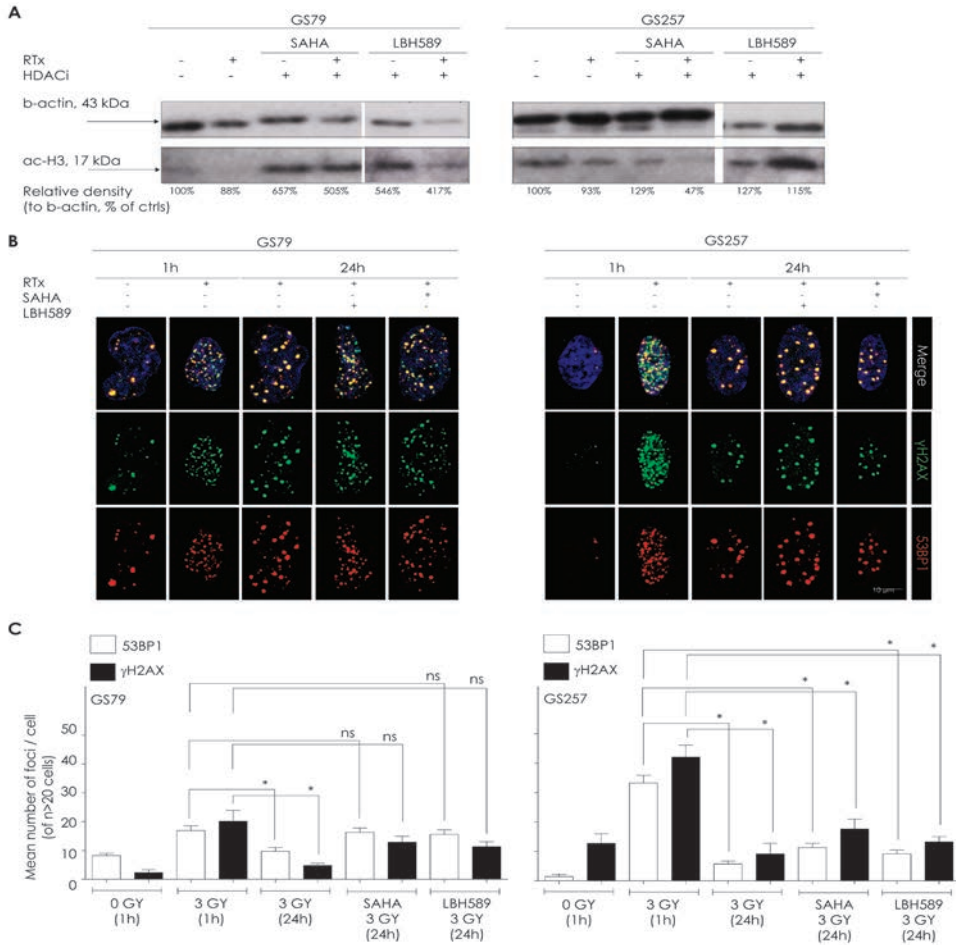 A
GS79 GS257
SAHA LBH589 SAHA LBH589
RTx - + - + - + - + - + - +
HDACi - - + + + + - - + + + +
b-actin, 43 kDa
ac-H3, 17 kDa
Relative density 100% 88% 657% 505% 546% 417% 100% 93% 129% 47% 127% 115%
(to b-actin, % of ctrls)
B
GS79 GS257
1h 24h 1h 24h
RTx - + + + + - + + + +
SAHA - - - - + - - - - +
LBH589 - - - + - - - - + -
Merge
γH2AX
53BP1
10 µm
C
53BP1
γH2AX
GS79
Mean number of foci / cell
(of n>20 cells)
50
40
30
20
10
0
ns
ns
ns
ns
* *
0 GY 3 GY 3 GY SAHA LBH589
(1h) (1h) (24h) 3 GY 3 GY
(24h) (24h)
53BP1
γH2AX
GS257
*
*
*
*
* *
0 GY 3 GY 3 GY SAHA LBH589
(1h) (1h) (24h) 3 GY 3 GY
(24h) (24h)